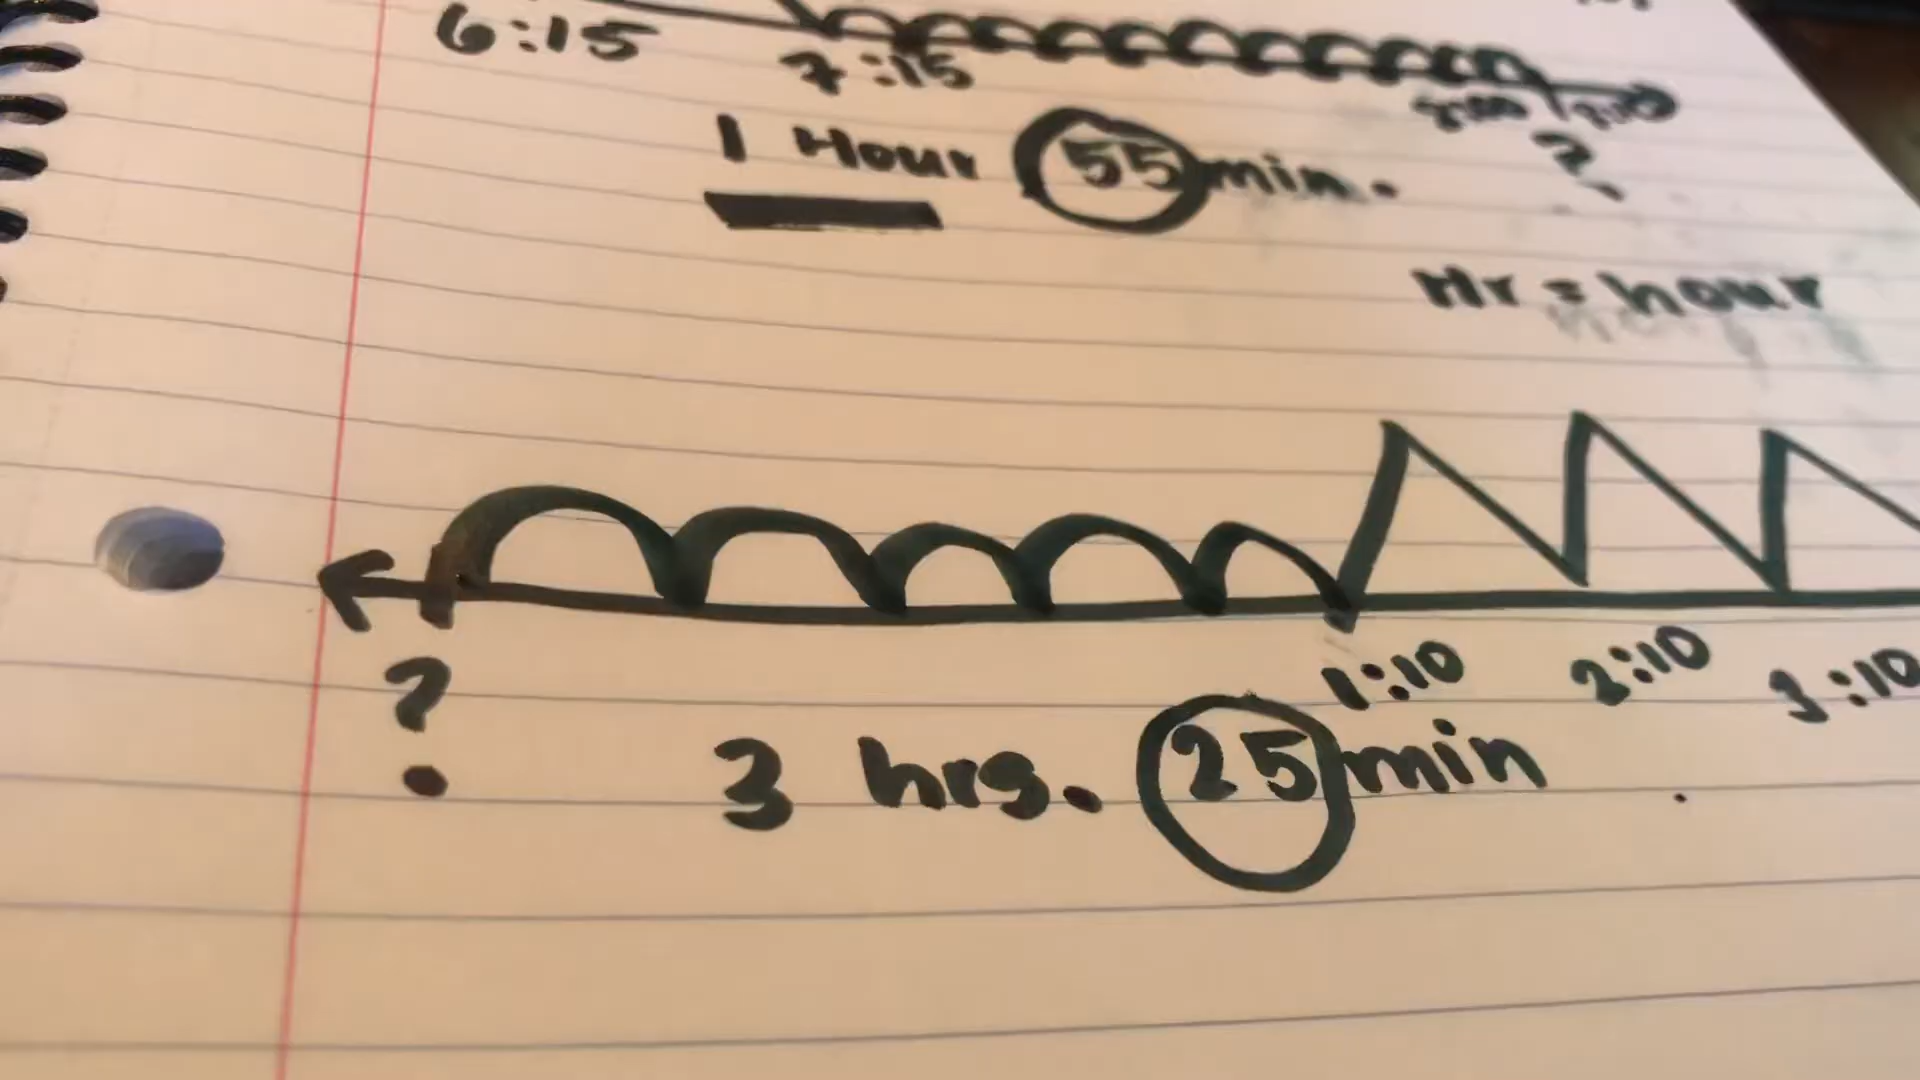 6:15
7:15
1 Hour 55 min.
?
Hr = hour
1:10 2:10 3:10
?
3 hrs. 25 min